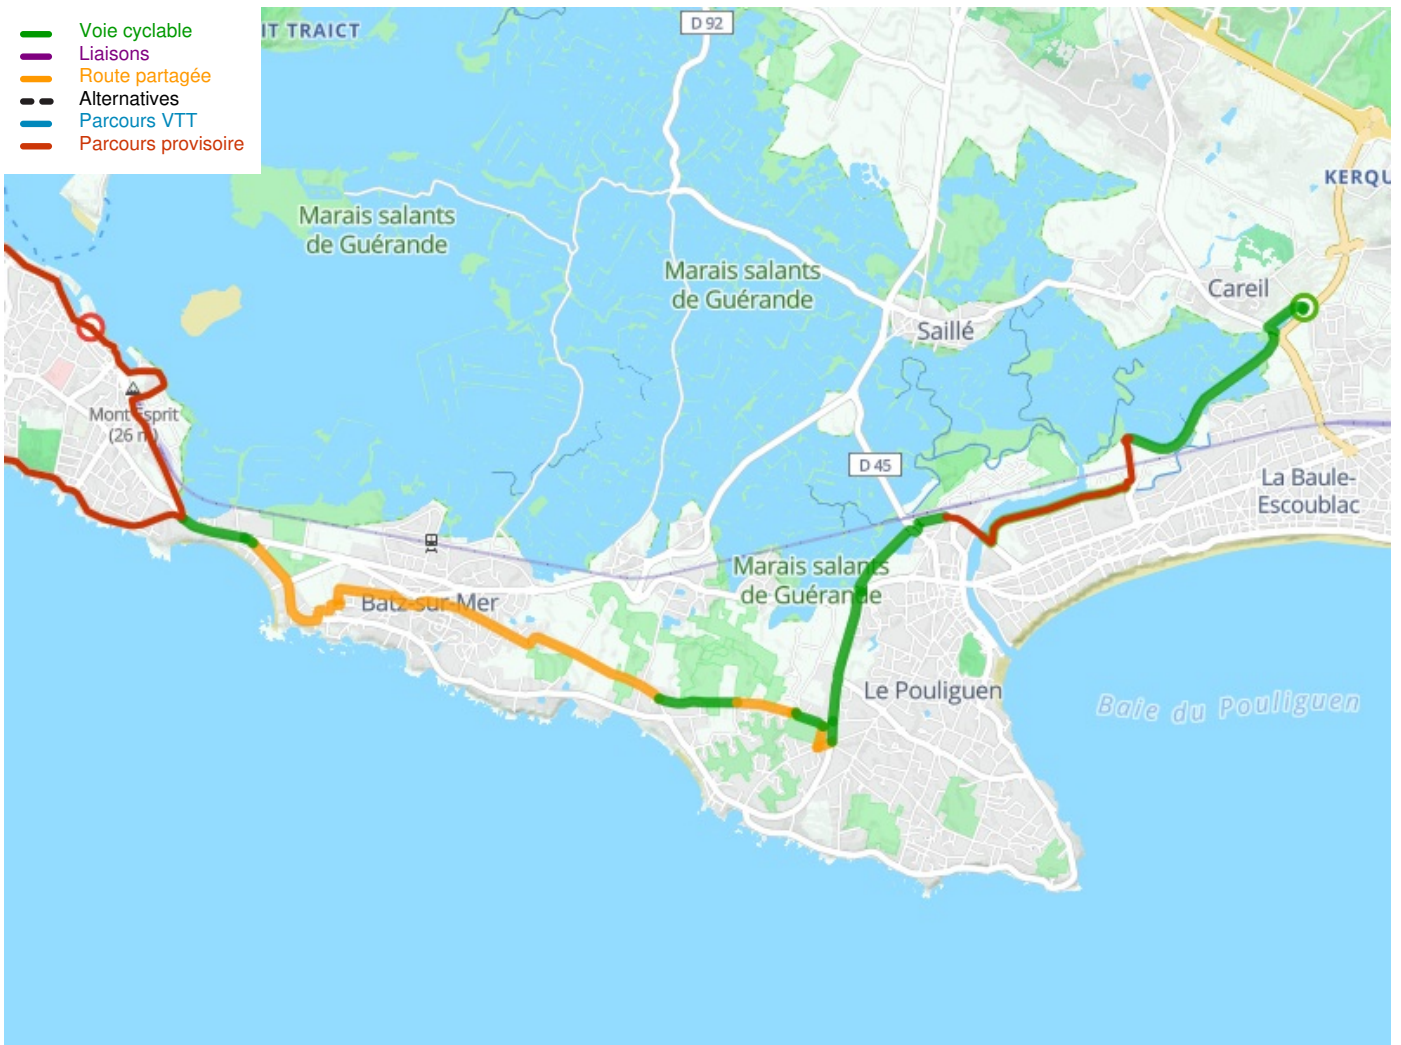 Voie cyclable
Liaisons
Route partagée
Alternatives
Parcours VTT
Parcours provisoire
IT TRAICT
D 92
KERQU
Marais salants
de Guérande
Marais salants
de Guérande
Careil
Saillé
Mont Esprit
(26 m)
D 45
La Baule-
Escoublac
Marais salants
de Guérande
Batz-sur-Mer
Le Pouliguen
Baie du Pouliguen